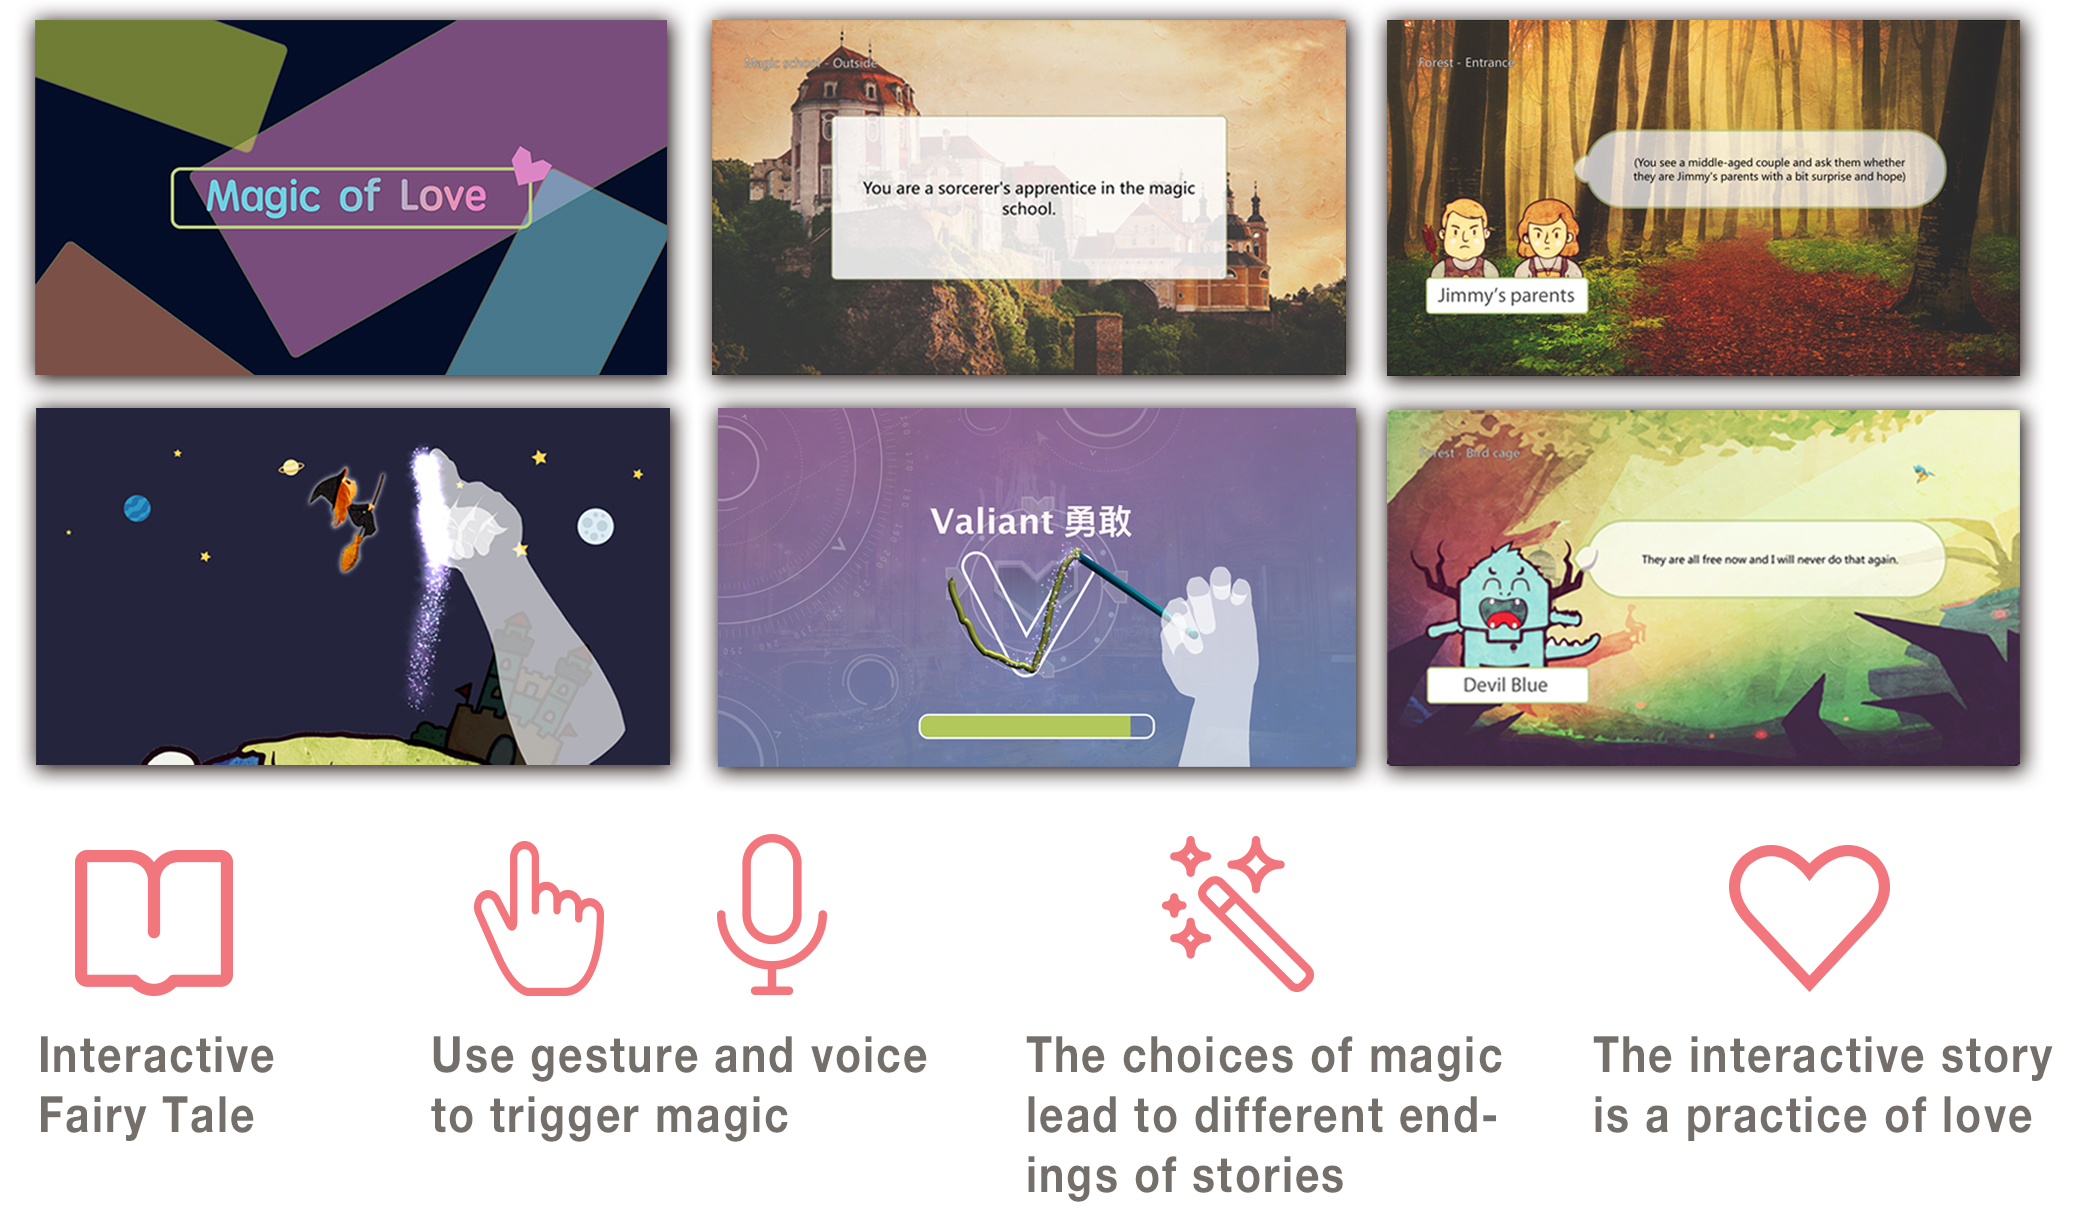 Magic of Love
Magic school - Outside
You are a sorcerer's apprentice in the magic
school.
Forest - Entrance
(You see a middle-aged couple and ask them whether
they are Jimmy's parents with a bit surprise and hope)
Jimmy's parents
Valiant 勇敢
Forest - Bird cage
They are all free now and I will never do that again.
Devil Blue
Interactive
Fairy Tale
Use gesture and voice
to trigger magic
The choices of magic
lead to different end-
ings of stories
The interactive story
is a practice of love